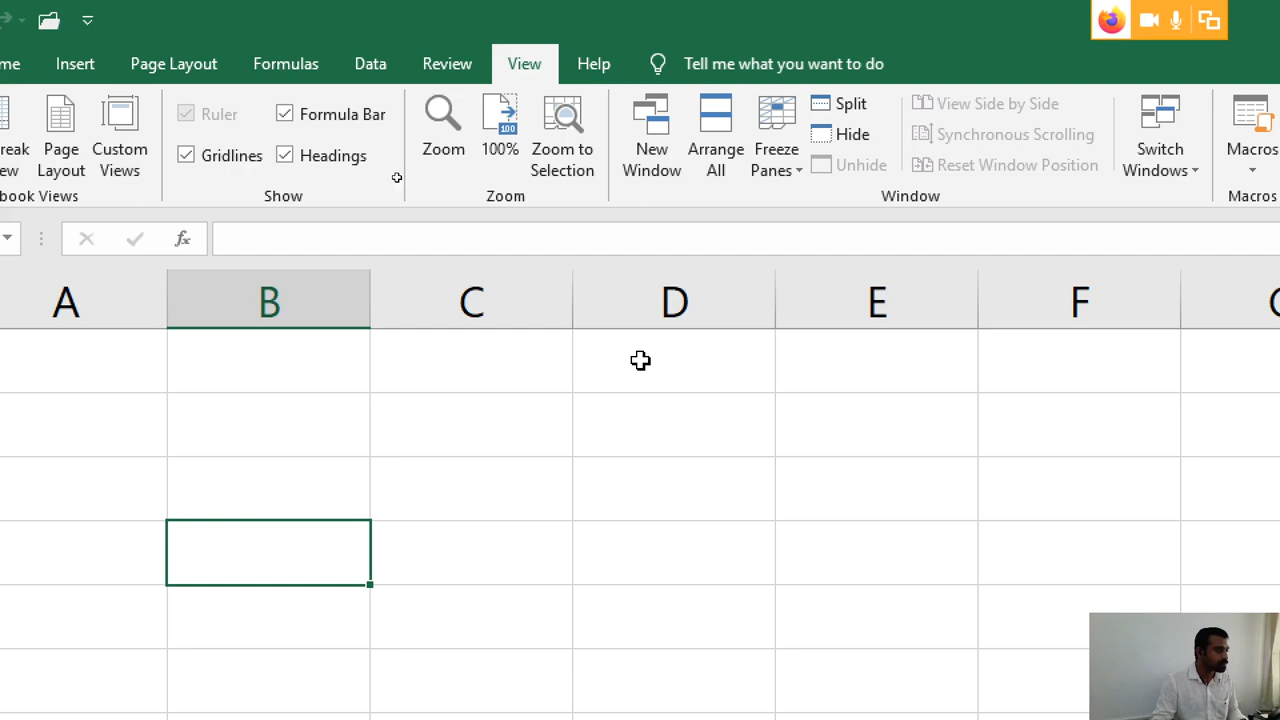 me Insert Page Layout Formulas Data Review View Help Tell me what you want to do
reak Page Custom Ruler Formula Bar Zoom 100% Zoom to New Arrange Freeze Split View Side by Side Switch Macros
ew Layout Views Gridlines Headings Selection Window All Panes Hide Synchronous Scrolling Windows
Unhide Reset Window Position
book Views Show Zoom Window Macros
fx
A B C D E F